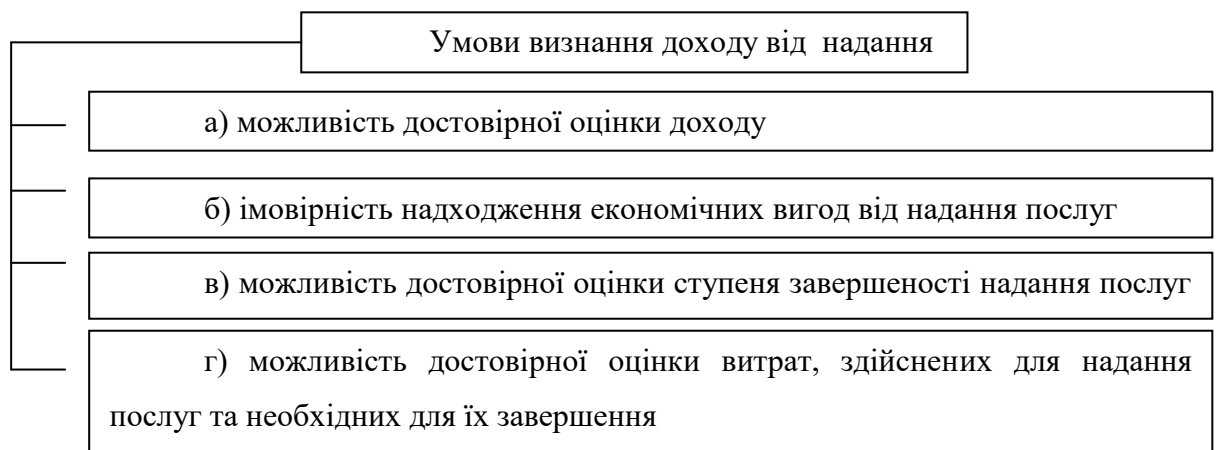 Умови визнання доходу від надання
а) можливість достовірної оцінки доходу
б) імовірність надходження економічних вигод від надання послуг
в) можливість достовірної оцінки ступеня завершеності надання послуг
г) можливість достовірної оцінки витрат, здійснених для надання
послуг та необхідних для їх завершення